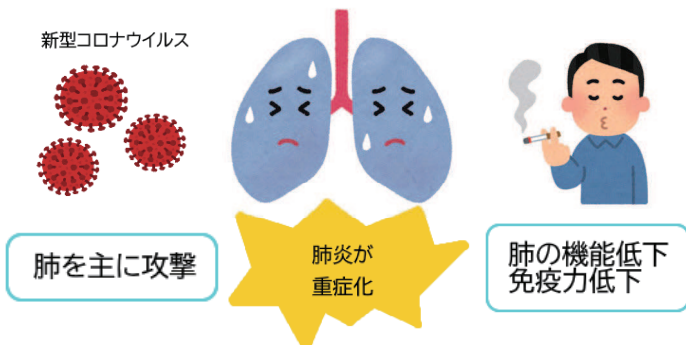 新型コロナウイルス
肺を主に攻撃
肺炎が
重症化
肺の機能低下
免疫力低下